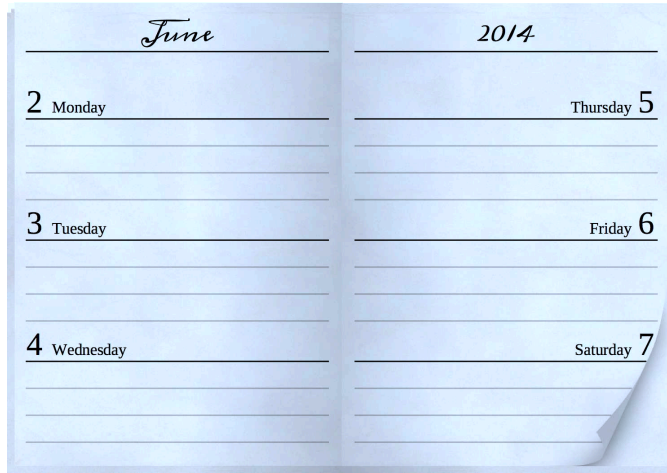 June
2 Monday
3 Tuesday
4 Wednesday
2014
Thursday 5
Friday 6
Saturday 7